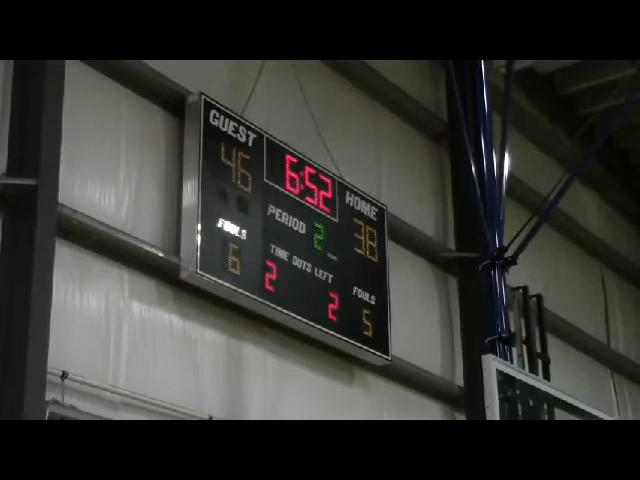 GUEST
46 6:52 HOME
PERIOD 2 38
FOULS TIME OUTS LEFT FOULS
6 2 2 5